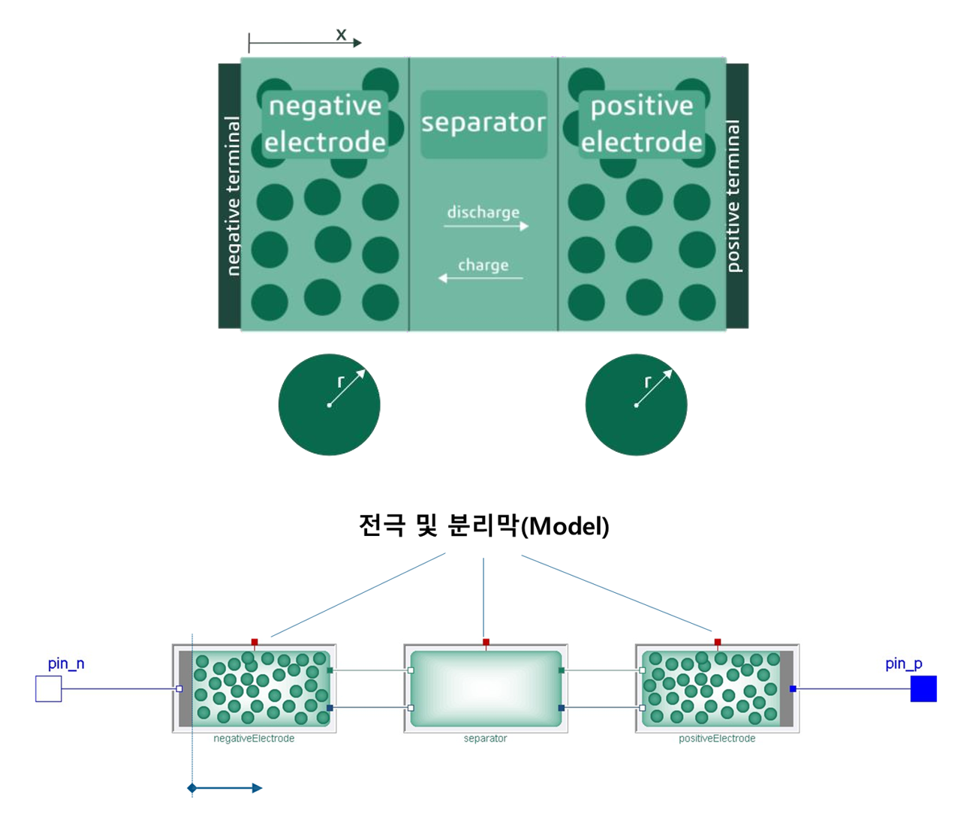 x
negative
electrode
separator
positive
electrode
negative terminal
positive terminal
discharge
charge
r
r
전극 및 분리막(Model)
pin_n
pin_p
negativeElectrode
separator
positiveElectrode